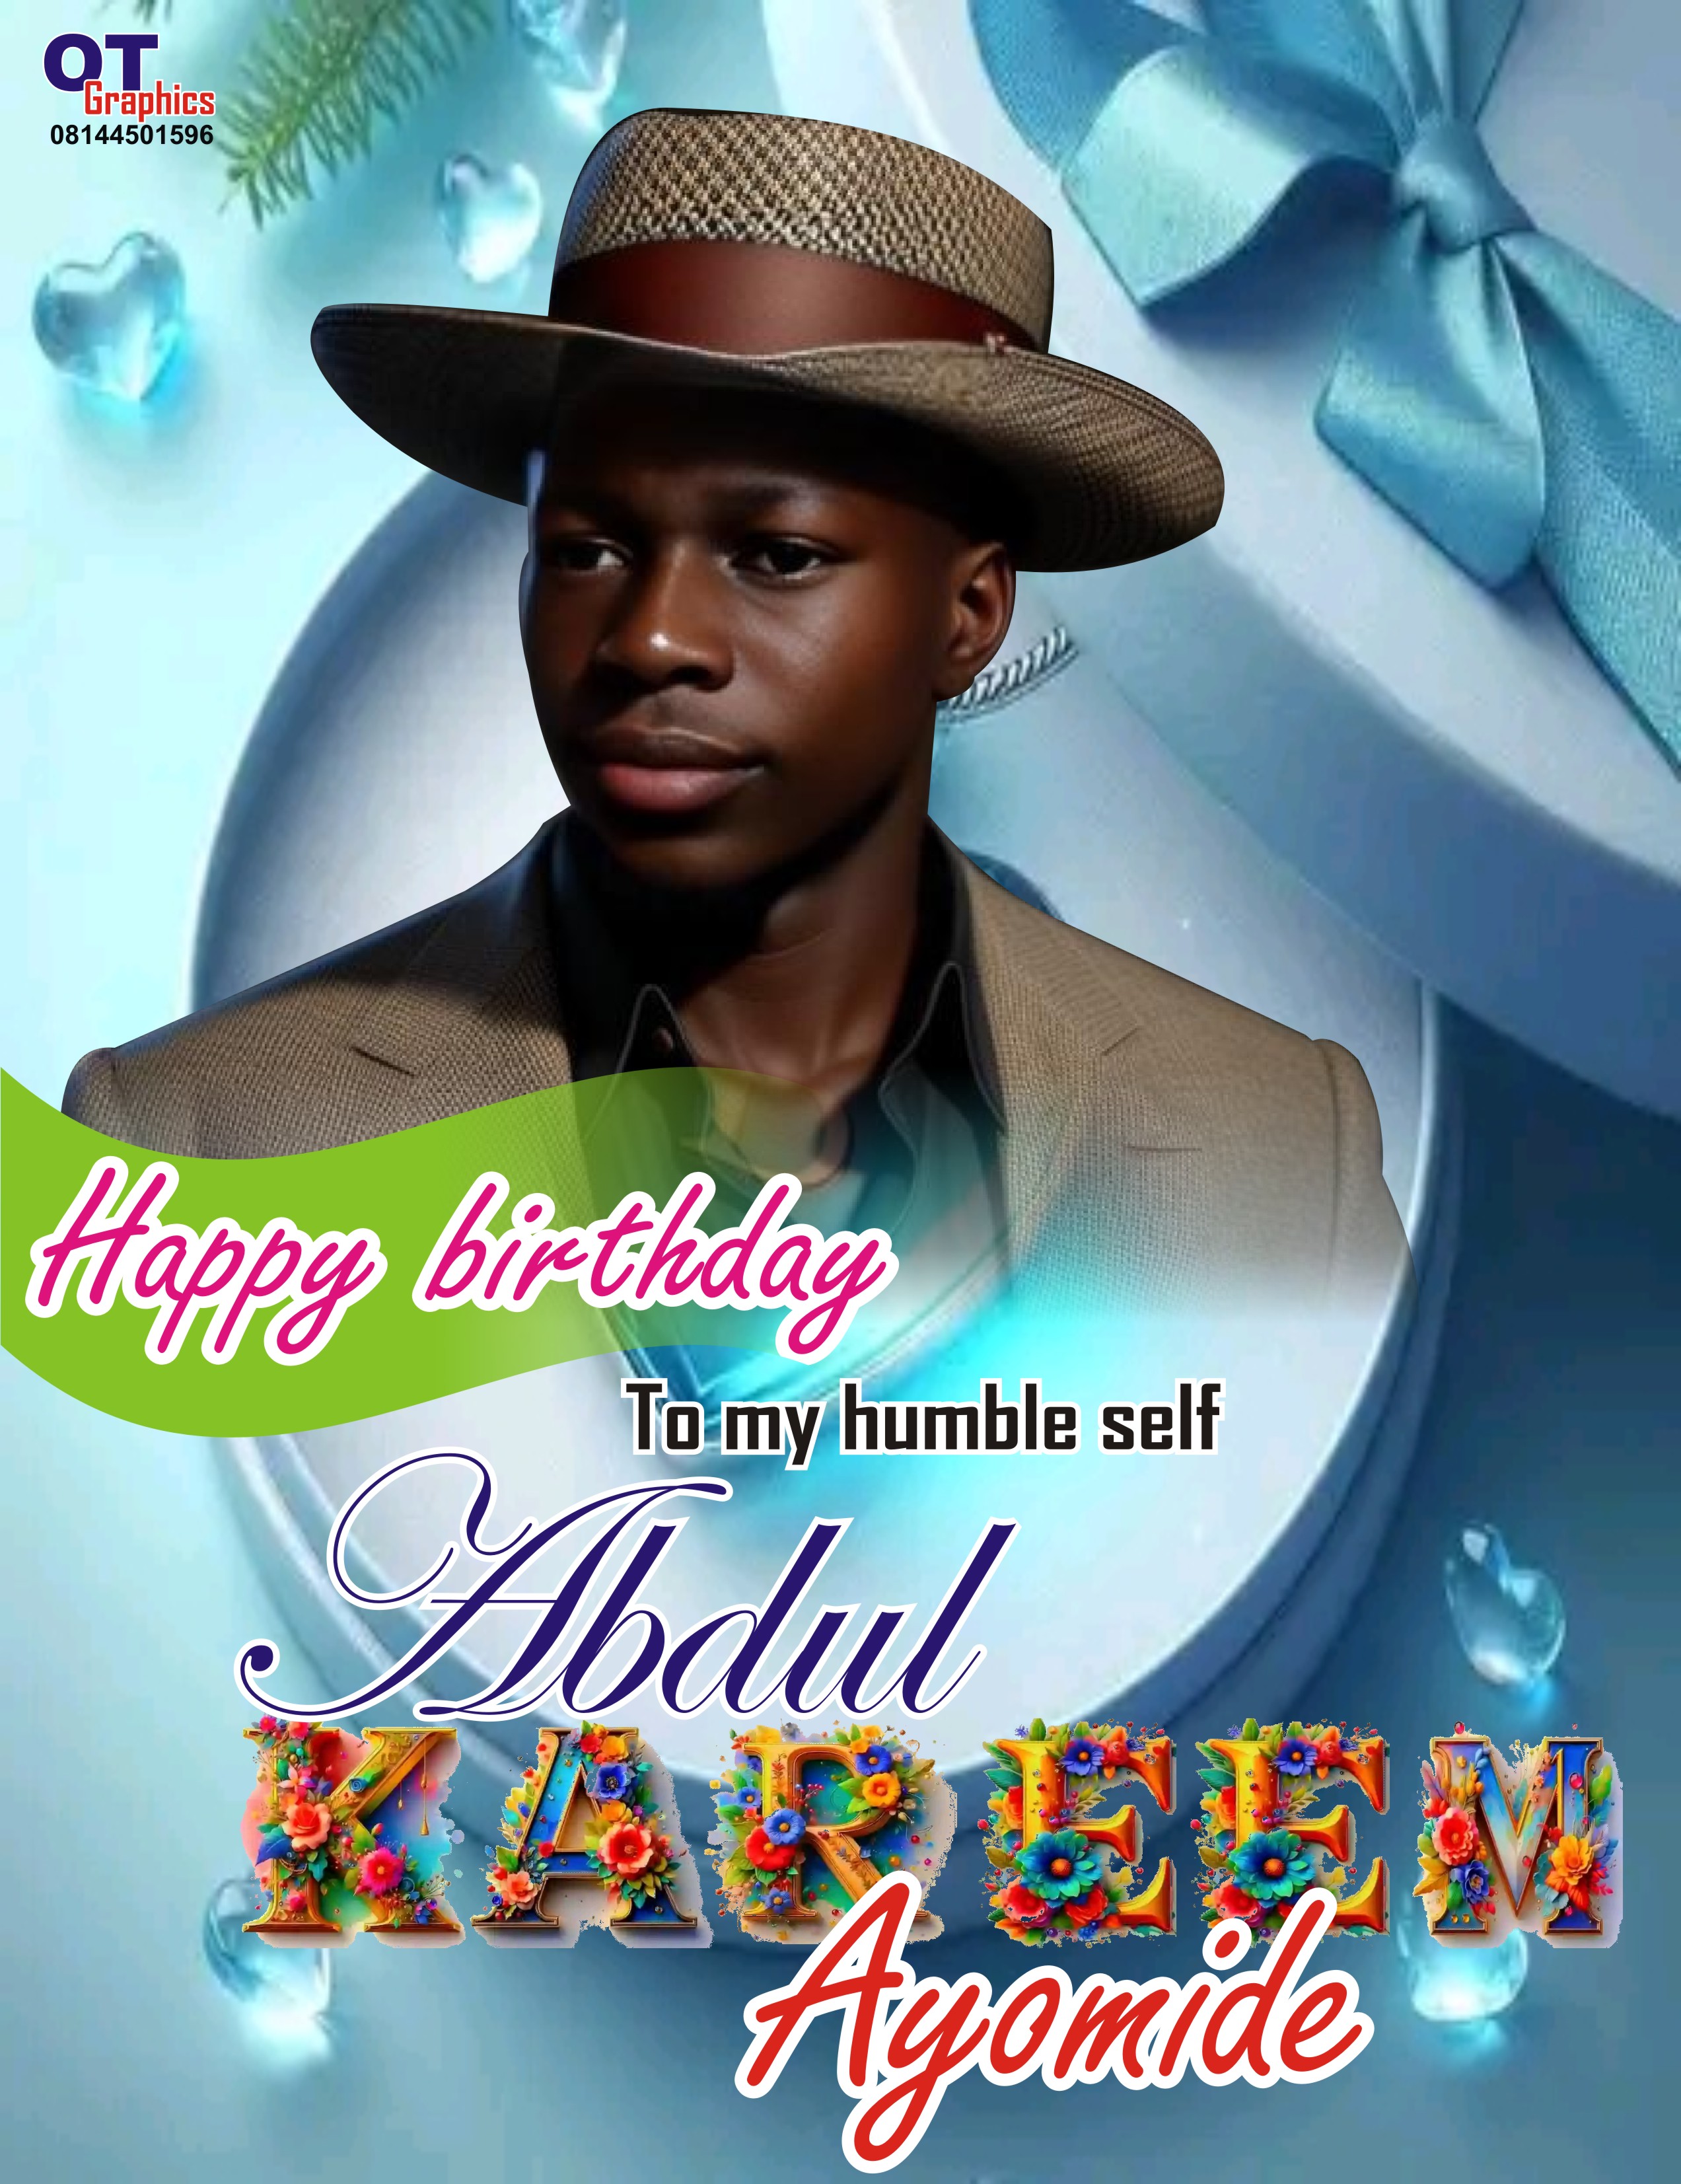 QT
Graphics
08144501596
Happy birthday
To my humble self
Abdul
KAREEM
Ayomide